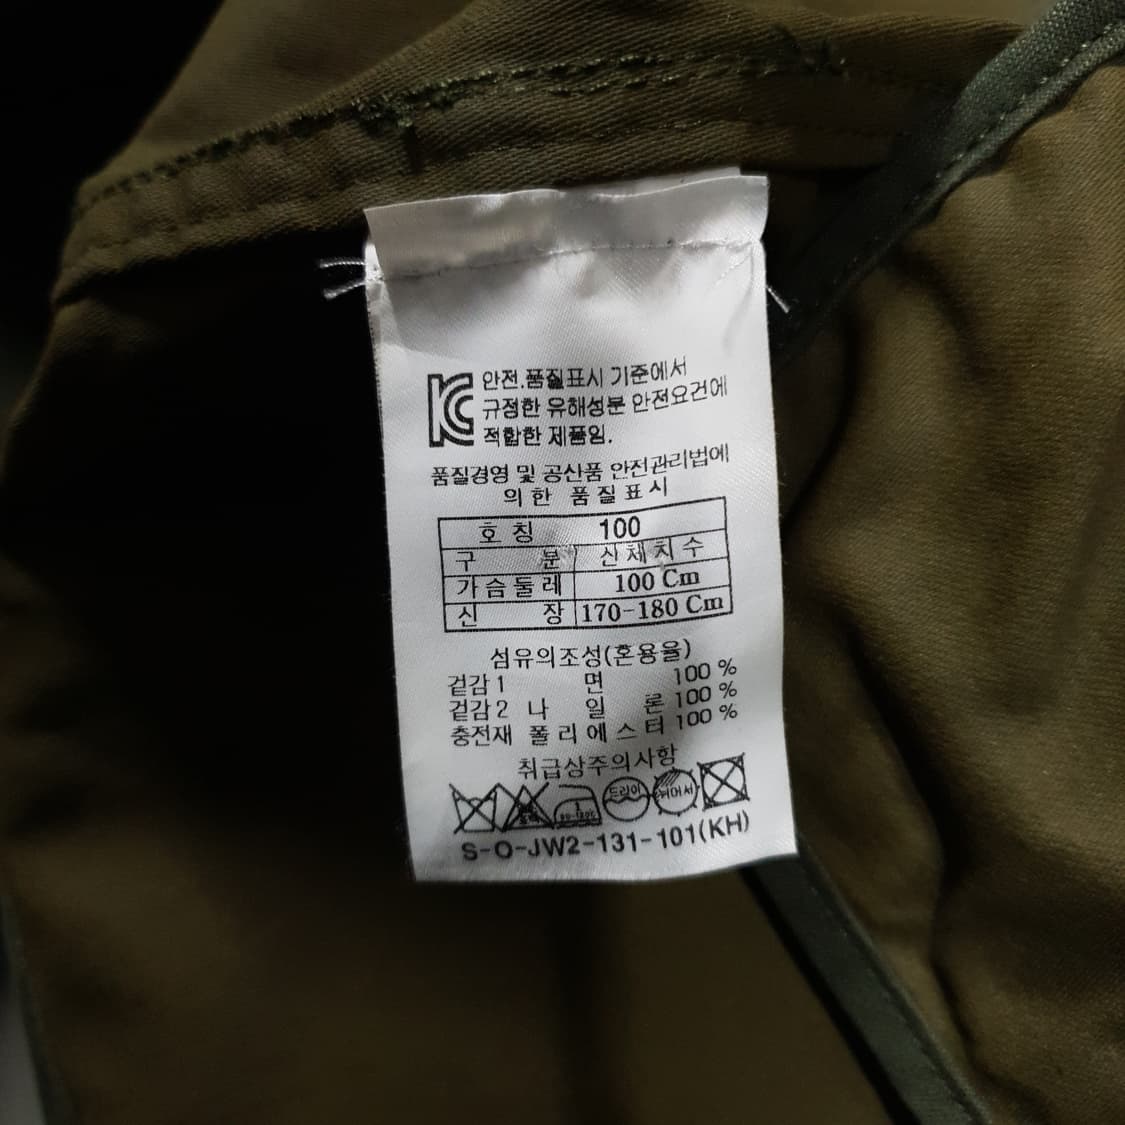 KC 안전.품질표시 기준에서
규정한 유해성분 안전요건에
적합한 제품임.
품질경영 및 공산품 안전관리법에
의한 품질표시
호칭 100
구분 신체치수
가슴둘레 100 Cm
신장 170-180 Cm
섬유의조성(혼용율)
겉감1 면 100 %
겉감2 나일론 100 %
충전재 폴리에스터 100 %
취급상주의사항
드라이
S-O-JW2-131-101(KH)